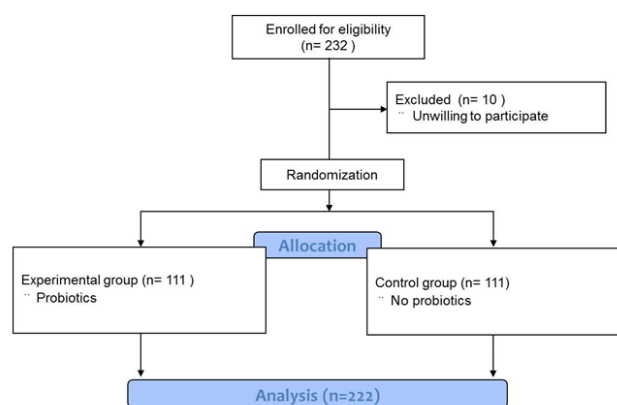 Enrolled for eligibility
(n= 232 )
Excluded (n= 10 )
¨ Unwilling to participate
Randomization
Allocation
Experimental group (n= 111 )
¨ Probiotics
Control group (n= 111)
¨ No probiotics
Analysis (n=222)